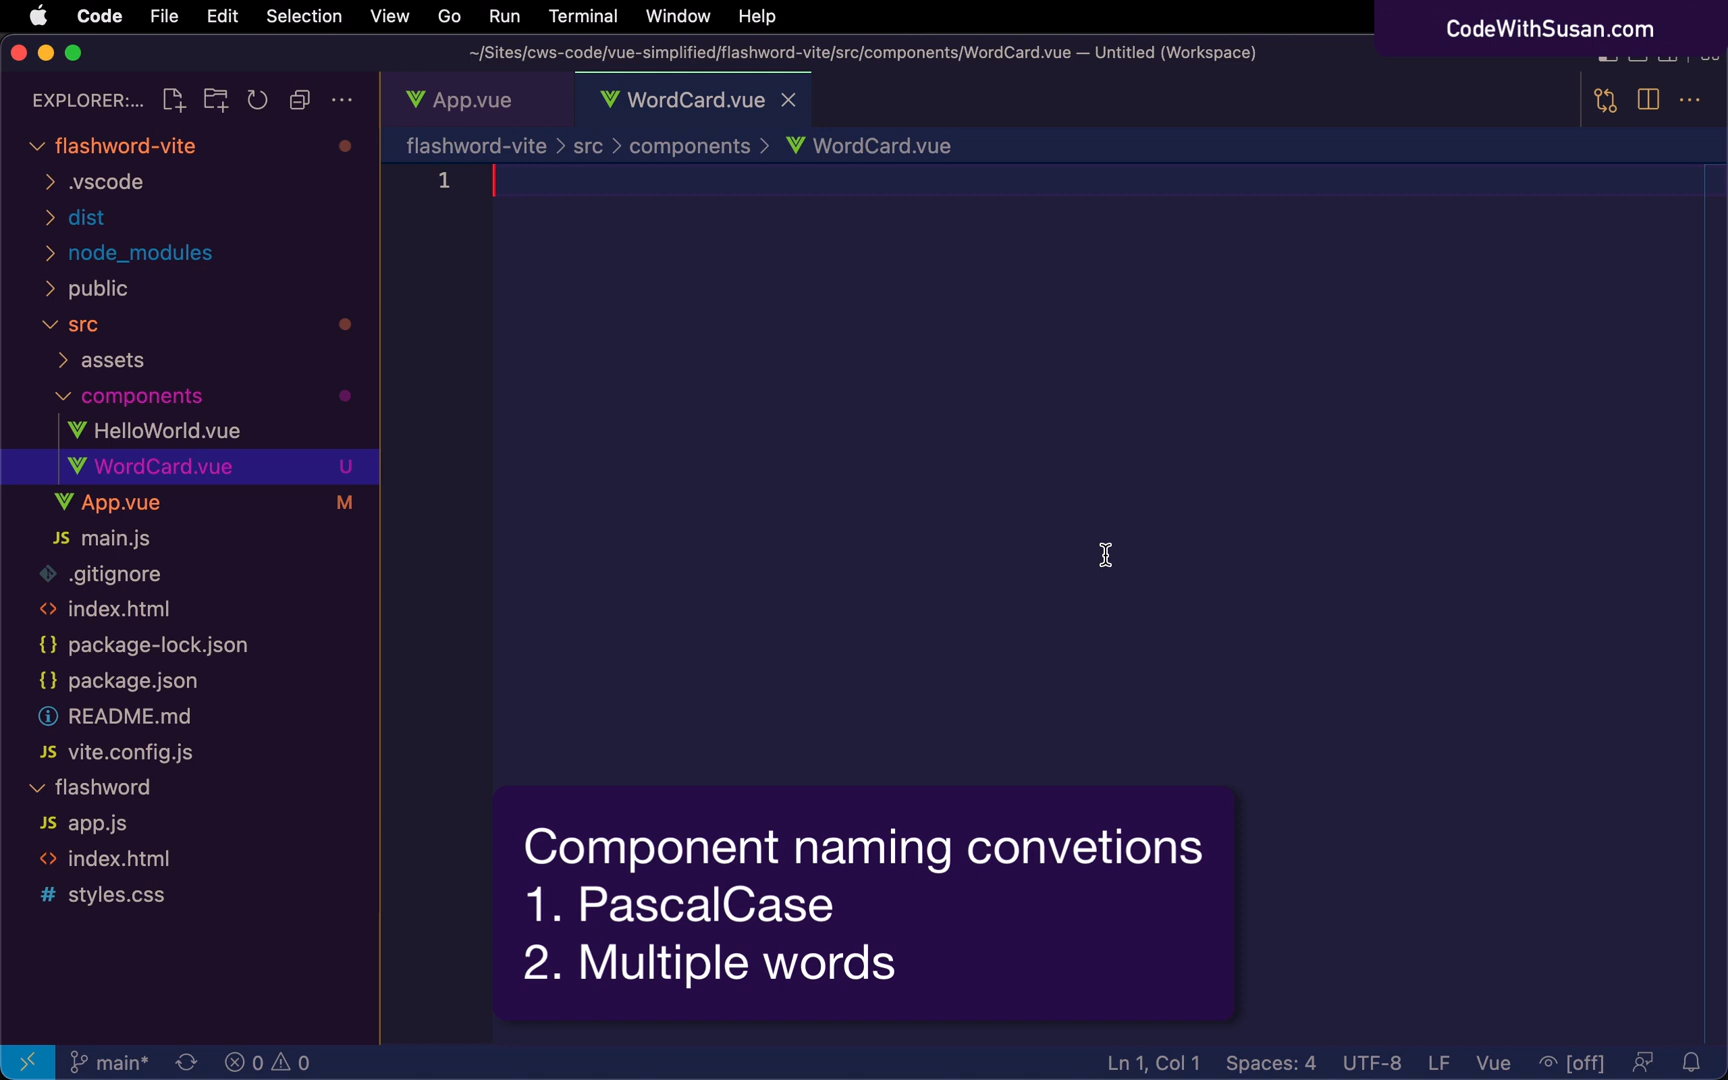 Code File Edit Selection View Go Run Terminal Window Help
CodeWithSusan.com
~/Sites/cws-code/vue-simplified/flashword-vite/src/components/WordCard.vue — Untitled (Workspace)
EXPLORER:...
App.vue
WordCard.vue
flashword-vite > src > components > WordCard.vue
1
flashword-vite
.vscode
dist
node_modules
public
src
assets
components
HelloWorld.vue
WordCard.vue U
App.vue M
JS main.js
.gitignore
<> index.html
{} package-lock.json
{} package.json
README.md
JS vite.config.js
flashword
JS app.js
<> index.html
# styles.css
Component naming convetions
1. PascalCase
2. Multiple words
main* 0 0
Ln 1, Col 1 Spaces: 4 UTF-8 LF Vue [off]